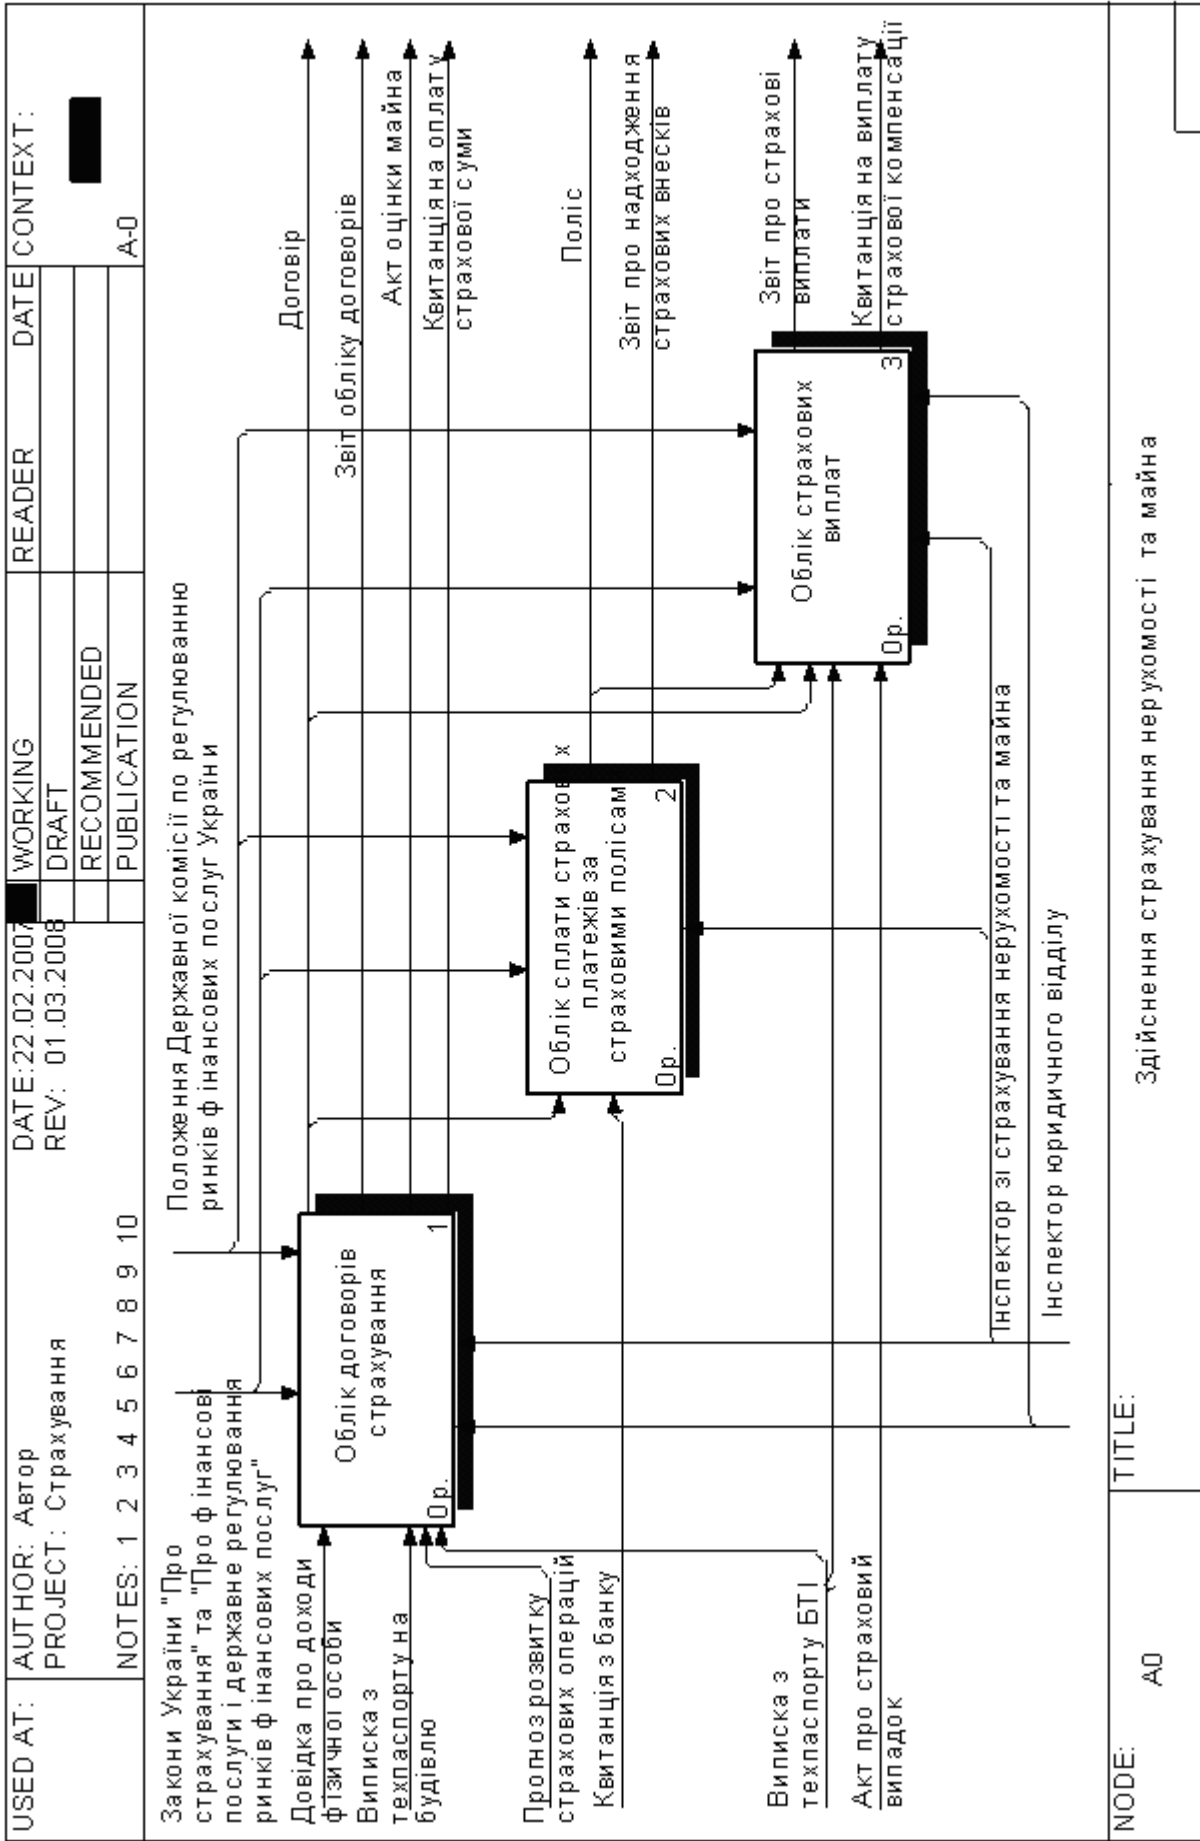 USED AT:
AUTHOR: Автор
PROJECT: Страхування
NOTES: 1 2 3 4 5 6 7 8 9 10
DATE:22.02.2007
REV: 01.03.2008
WORKING
DRAFT
RECOMMENDED
PUBLICATION
READER
DATE
CONTEXT:
A-0
Закони України "Про
страхування" та "Про фінансові
послуги і державне регулювання
ринків фінансових послуг"
Положення Державної комісії по регулюванню
ринків фінансових послуг України
Довідка про доходи
фізичної особи
Виписка з
техпаспорту на
будівлю
Прогноз розвитку
страхових операцій
Квитанція з банку
Виписка з
техпаспорту БТІ
Акт про страховий
випадок
Облік договорів
страхування
0р.
1
Облік сплати страхових
платежів за
страховими полісам
0р.
2
Облік страхових
виплат
0р.
3
Договір
Звіт обліку договорів
Акт оцінки майна
Квитанція на оплату
страхової суми
Поліс
Звіт про надходження
страхових внесків
Звіт про страхові
виплати
Квитанція на виплату
страхової компенсації
Інспектор зі страхування нерухомості та майна
Інспектор юридичного відділу
NODE:
A0
TITLE:
Здійснення страхування нерухомості та майна